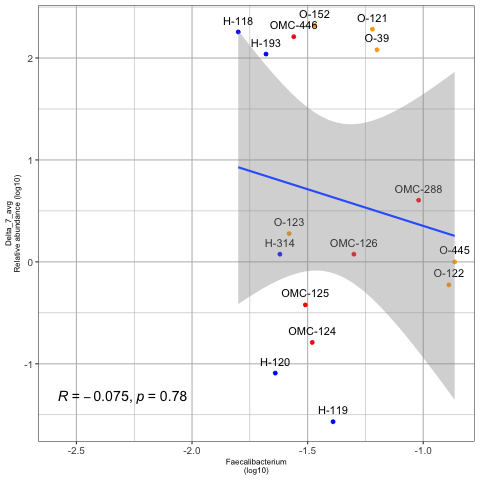 O-152
H-118
O-121
OMC-446
O-39
H-193
2
1
OMC-288
O-123
H-314
OMC-126
O-445
0
O-122
OMC-125
OMC-124
H-120
-1
R = −0.075, p = 0.78
H-119
-2.5
-2.0
-1.5
-1.0
Faecalibacterium
(log10)
Delta_7_avg
Relative abundance (log10)